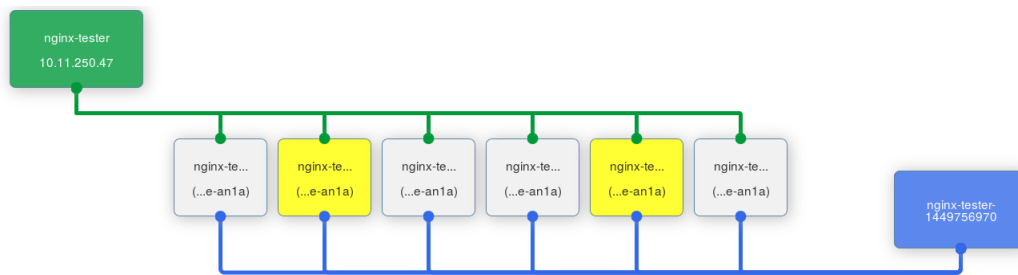 nginx-tester
10.11.250.47
nginx-te...
(...e-an1a)
nginx-te...
(...e-an1a)
nginx-te...
(...e-an1a)
nginx-te...
(...e-an1a)
nginx-te...
(...e-an1a)
nginx-te...
(...e-an1a)
nginx-tester-
1449756970